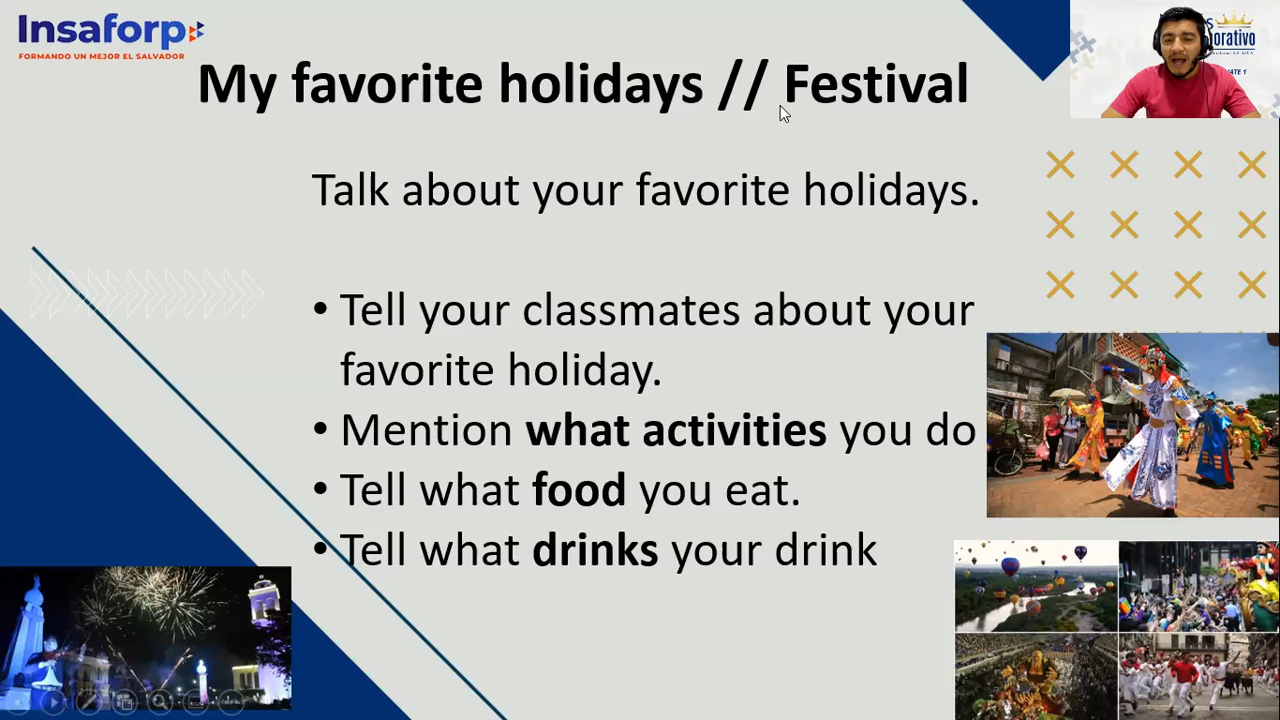 Insaforp
FORMANDO UN MEJOR EL SALVADOR
My favorite holidays // Festival
Talk about your favorite holidays.
• Tell your classmates about your
favorite holiday.
• Mention what activities you do
• Tell what food you eat.
• Tell what drinks your drink